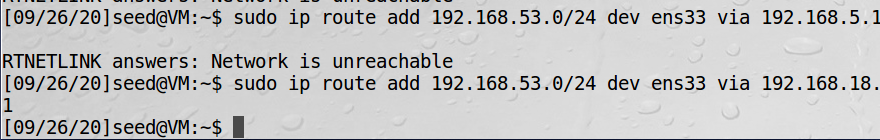 RTNETLINK answers: Network is unreachable
[09/26/20]seed@VM:~$ sudo ip route add 192.168.53.0/24 dev ens33 via 192.168.5.1
RTNETLINK answers: Network is unreachable
[09/26/20]seed@VM:~$ sudo ip route add 192.168.53.0/24 dev ens33 via 192.168.18.
1
[09/26/20]seed@VM:~$